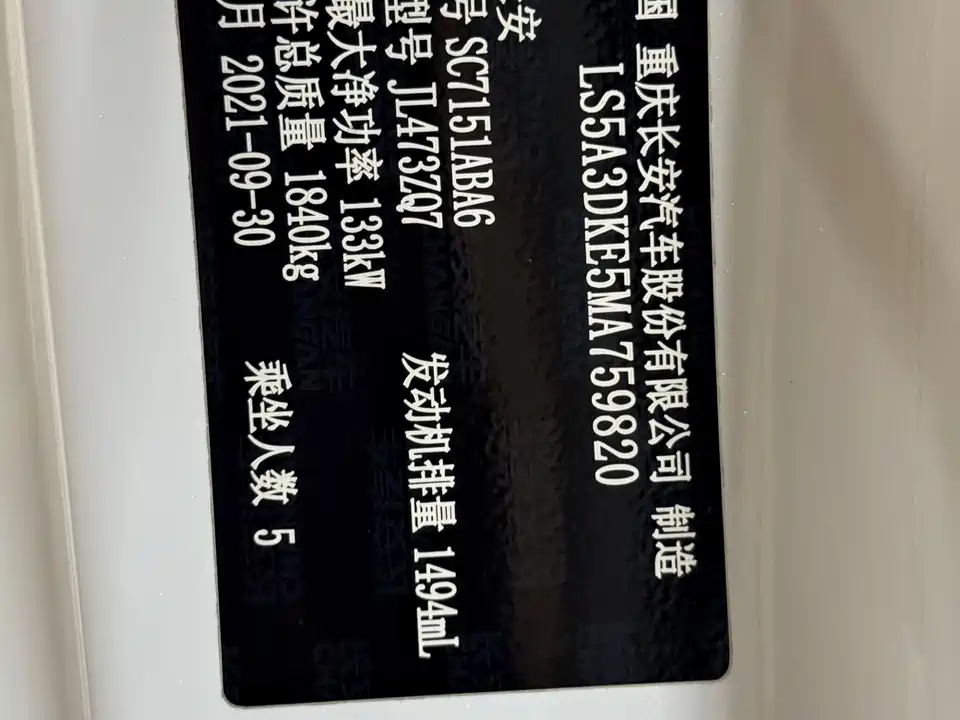 国 重庆长安汽车股份有限公司 制造
LS5A3DKE5MA759820
安
号 SC7151ABA6
型号 JL473ZQ7 发动机排量 1494mL
最大净功率 133kW
许总质量 1840kg
月 2021-09-30 乘坐人数 5